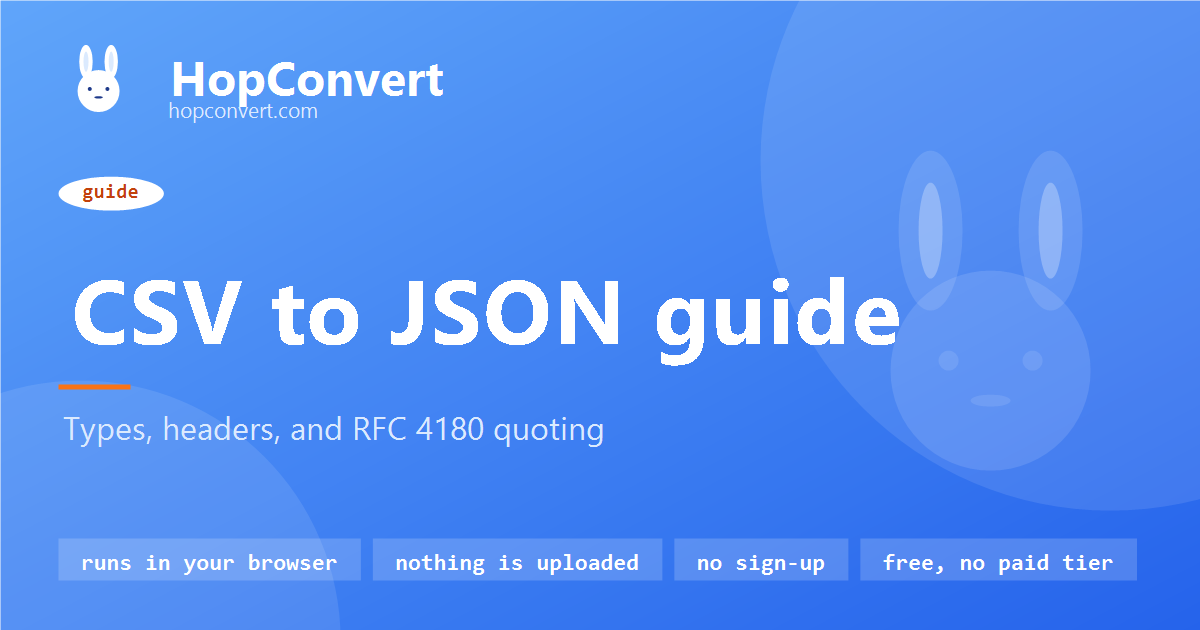 HopConvert
hopconvert.com
guide
CSV to JSON guide
Types, headers, and RFC 4180 quoting
runs in your browser
nothing is uploaded
no sign-up
free, no paid tier